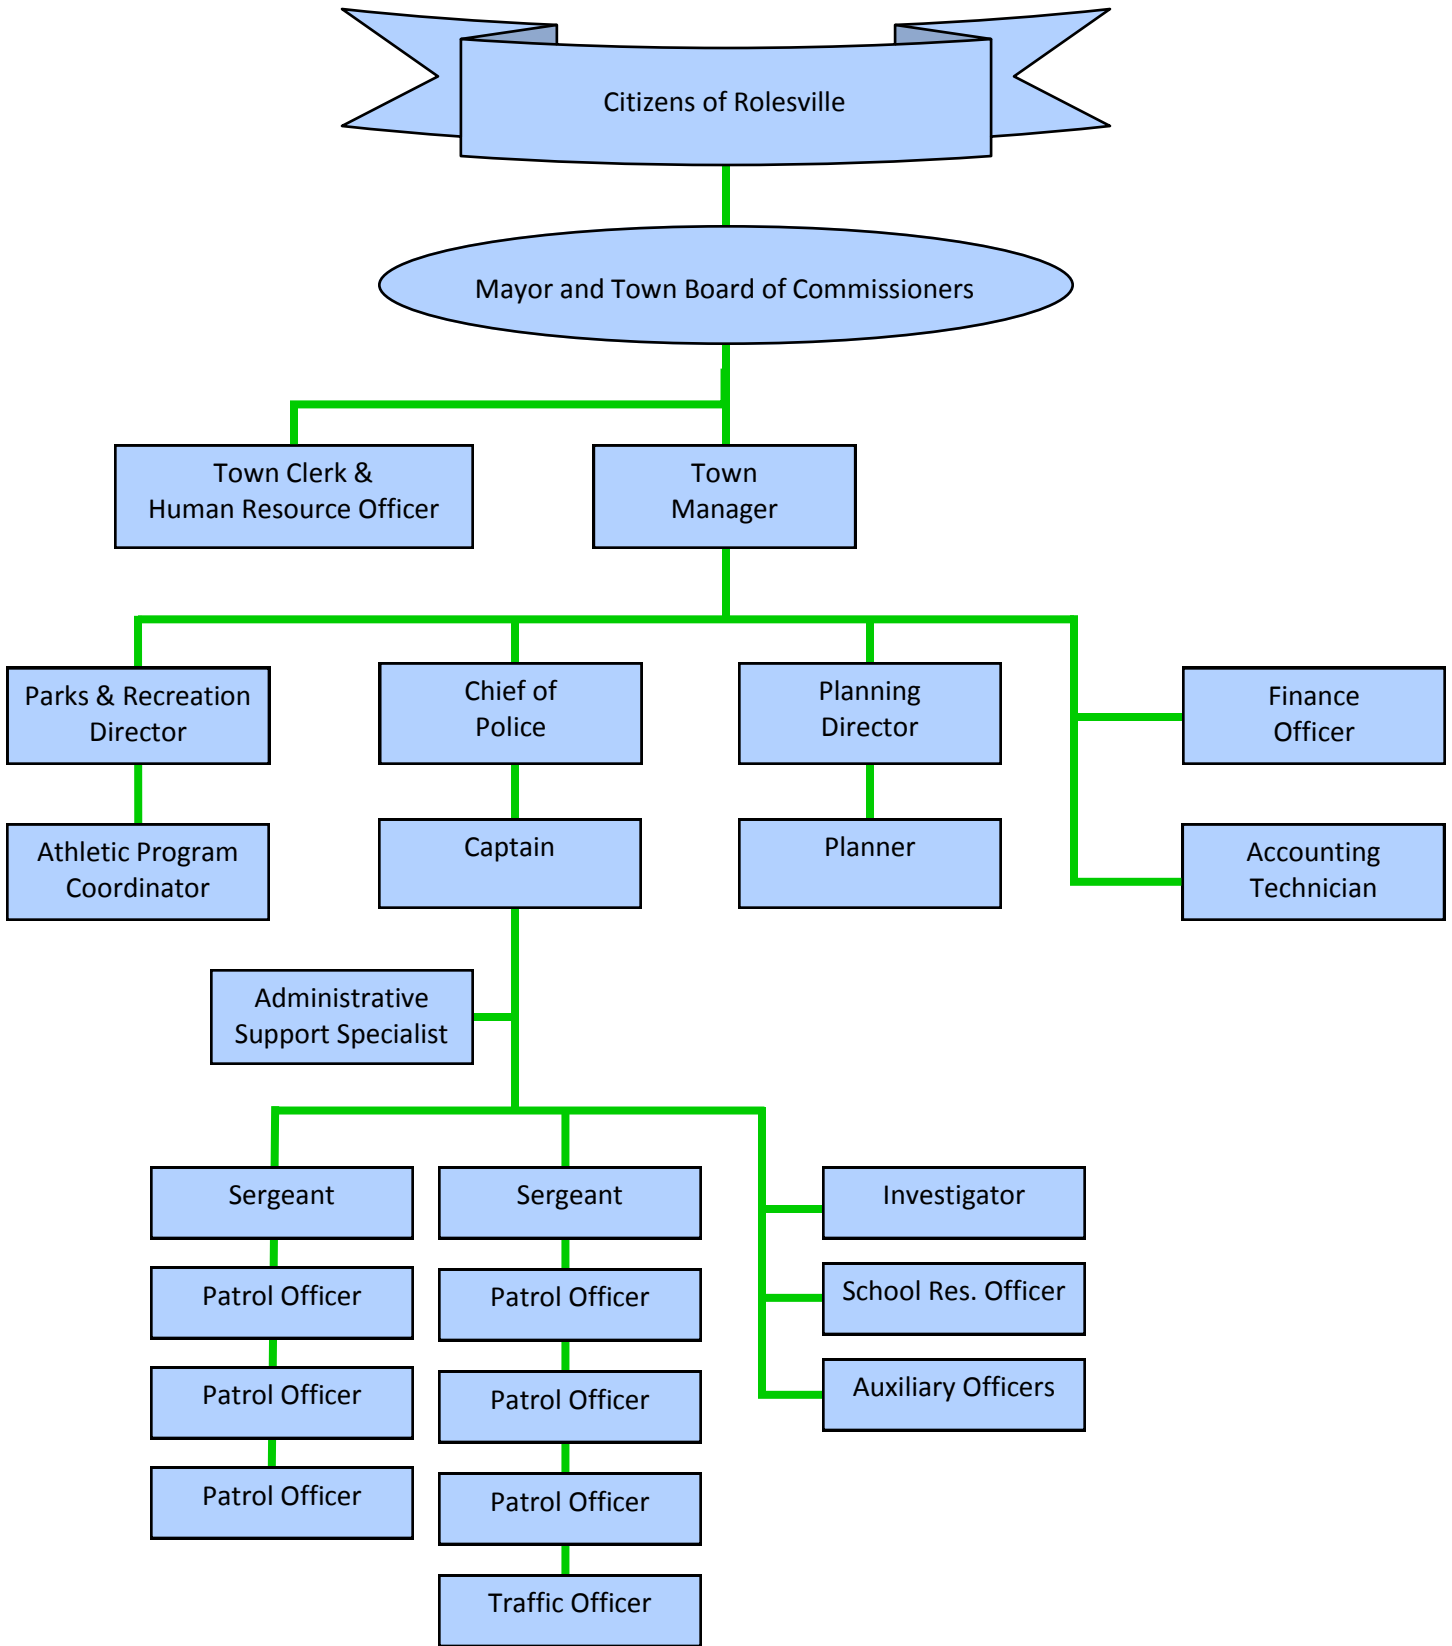 Citizens of Rolesville
Mayor and Town Board of Commissioners
Town Clerk &
Human Resource Officer
Town
Manager
Parks & Recreation
Director
Chief of
Police
Planning
Director
Finance
Officer
Athletic Program
Coordinator
Captain
Planner
Accounting
Technician
Administrative
Support Specialist
Sergeant
Patrol Officer
Patrol Officer
Patrol Officer
Sergeant
Patrol Officer
Patrol Officer
Patrol Officer
Traffic Officer
Investigator
School Res. Officer
Auxiliary Officers